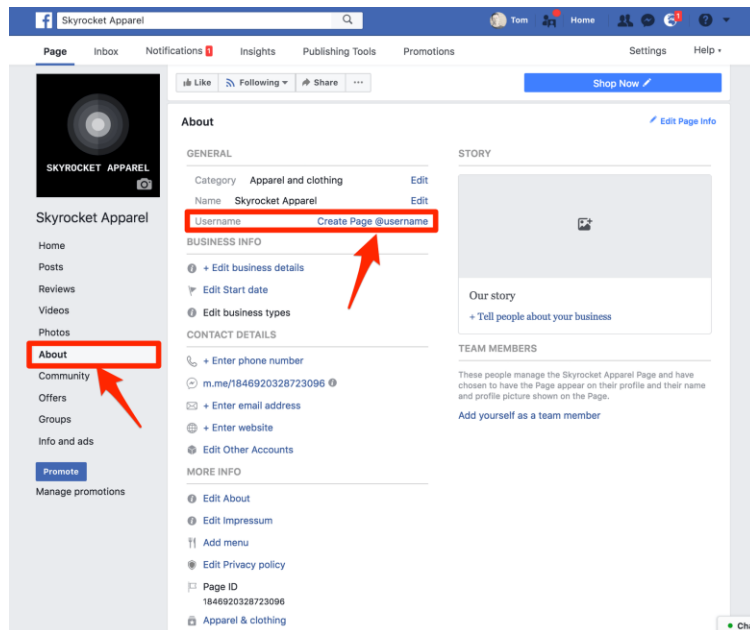 Skyrocket Apparel
Tom
Home
Page
Inbox
Notifications 1
Insights
Publishing Tools
Promotions
Settings
Help
Like
Following
Share
...
Shop Now
SKYROCKET APPAREL
Skyrocket Apparel
Home
Posts
Reviews
Videos
Photos
About
Community
Offers
Groups
Info and ads
Promote
Manage promotions
About
Edit Page Info
GENERAL
Category Apparel and clothing Edit
Name Skyrocket Apparel Edit
Username Create Page @username
BUSINESS INFO
+ Edit business details
Edit Start date
Edit business types
CONTACT DETAILS
+ Enter phone number
m.me/1846920328723096
+ Enter email address
+ Enter website
Edit Other Accounts
MORE INFO
Edit About
Edit Impressum
Add menu
Edit Privacy policy
Page ID
1846920328723096
Apparel & clothing
STORY
Our story
+ Tell people about your business
TEAM MEMBERS
These people manage the Skyrocket Apparel Page and have
chosen to have the Page appear on their profile and their name
and profile picture shown on the Page.
Add yourself as a team member